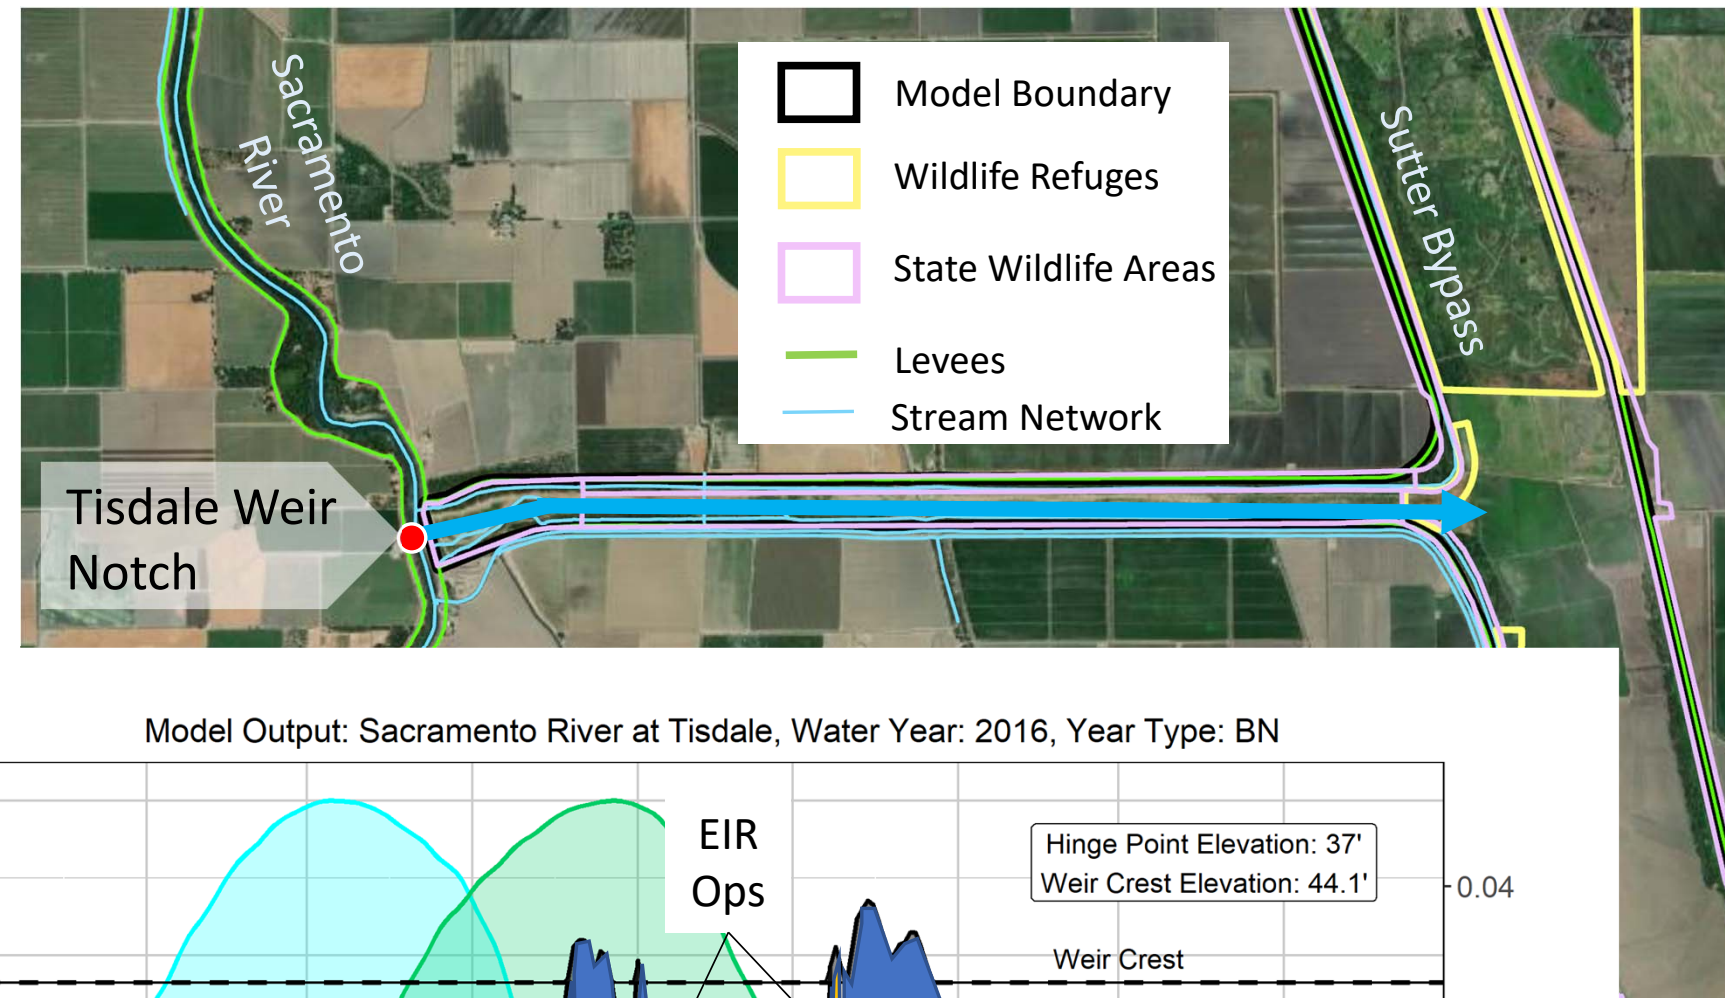 Sacramento
River
Model Boundary
Wildlife Refuges
State Wildlife Areas
Levees
Stream Network
Sutter Bypass
Tisdale Weir
Notch
Model Output: Sacramento River at Tisdale, Water Year: 2016, Year Type: BN
EIR
Ops
Hinge Point Elevation: 37'
Weir Crest Elevation: 44.1'
0.04
Weir Crest